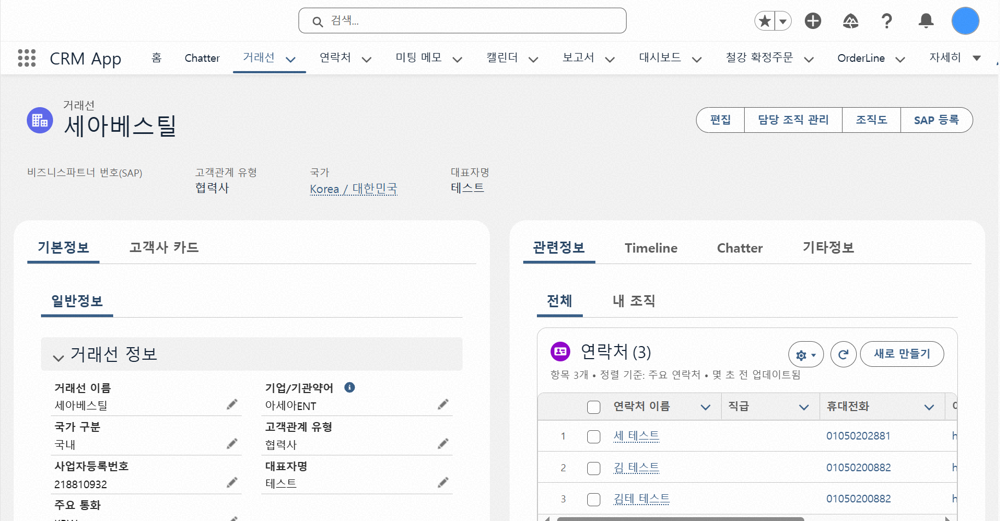 검색...
CRM App
홈
Chatter
거래선
연락처
미팅 메모
캘린더
보고서
대시보드
철강 확정주문
OrderLine
자세히
거래선
세아베스틸
편집
담당 조직 관리
조직도
SAP 등록
비즈니스파트너 번호(SAP)
고객관계 유형
협력사
국가
Korea / 대한민국
대표자명
테스트
기본정보
고객사 카드
일반정보
거래선 정보
거래선 이름
세아베스틸
기업/기관약어
아세아ENT
국가 구분
국내
고객관계 유형
협력사
사업자등록번호
218810932
대표자명
테스트
주요 통화
관련정보
Timeline
Chatter
기타정보
전체
내 조직
연락처 (3)
새로 만들기
항목 3개 • 정렬 기준: 주요 연락처 • 몇 초 전 업데이트됨
연락처 이름
직급
휴대전화
1
세 테스트
01050202881
h
2
김 테스트
01050200882
h
3
김테 테스트
01050200882
h